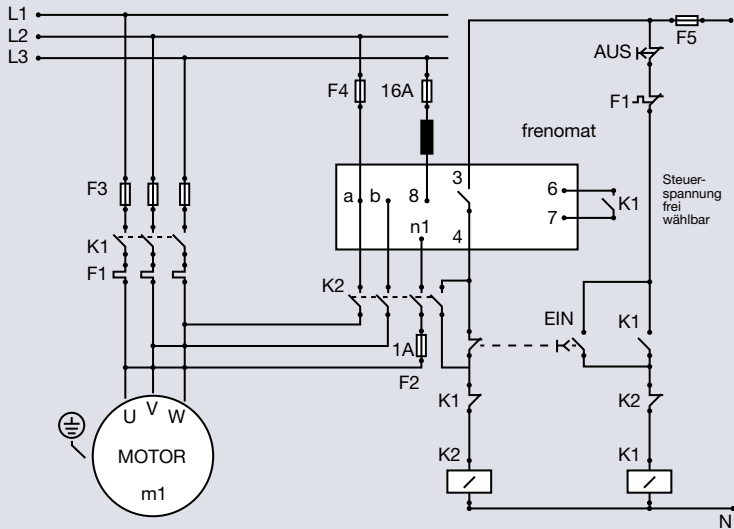 L1
L2
L3
F5
AUS
F4
16A
F1
frenomat
F3
a
b
8
3
6
K1
Steuer-
spannung
frei
wählbar
7
n1
4
K1
F1
K2
EIN
K1
1A
F2
K1
K2
U
V
W
MOTOR
m1
K2
K1
N